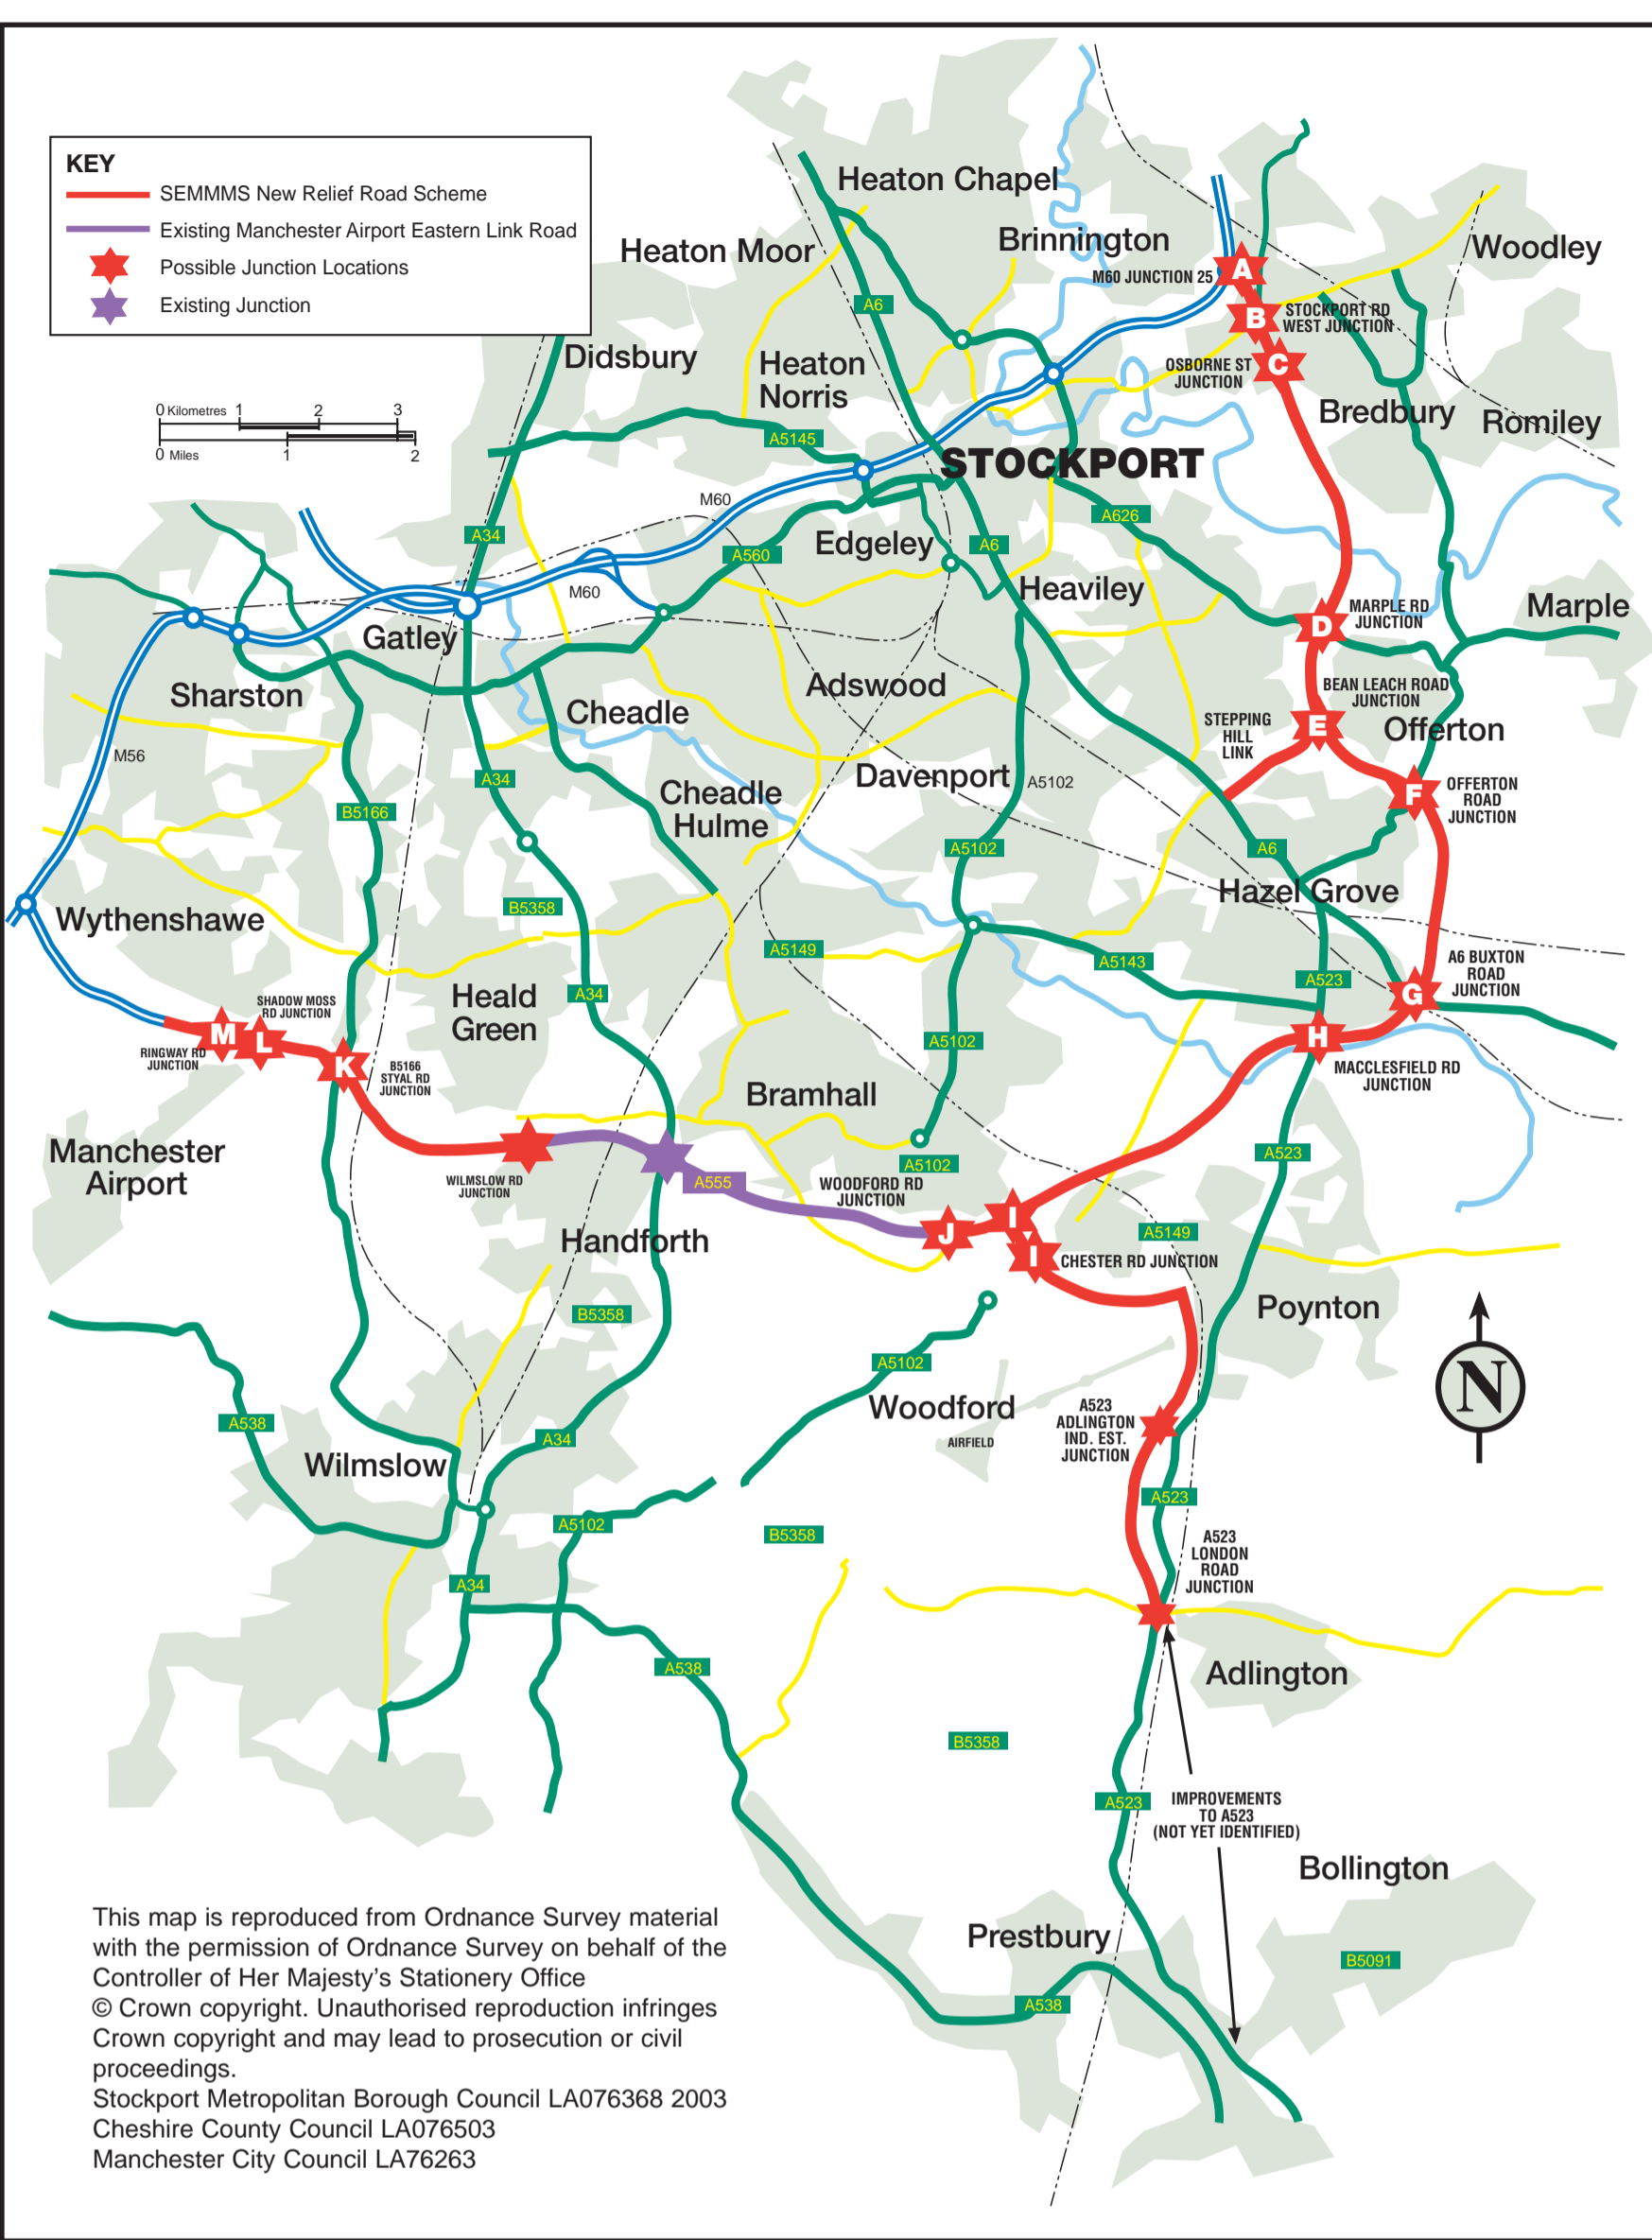 KEY
SEMMMS New Relief Road Scheme
Existing Manchester Airport Eastern Link Road
Possible Junction Locations
Existing Junction
0 Kilometres 1 2 3
0 Miles 1 2
Heaton Chapel
Heaton Moor
Brinnington
Woodley
M60 JUNCTION 25
A
B
STOCKPORT RD
WEST JUNCTION
A6
Didsbury
Heaton
Norris
OSBORNE ST
JUNCTION
C
Bredbury
Romiley
A5145
STOCKPORT
M60
A34
A560
Edgeley
A6
A626
M60
Heaviley
Gatley
MARPLE RD
JUNCTION
D
Marple
Sharston
Adswood
BEAN LEACH ROAD
JUNCTION
Cheadle
STEPPING
HILL
LINK
E
Offerton
M56
A34
Davenport
A5102
Cheadle
Hulme
OFFERTON
ROAD
JUNCTION
F
B5166
A5102
A6
Hazel Grove
B5358
Wythenshawe
A5149
A5143
A523
A6 BUXTON
ROAD
JUNCTION
G
Heald
Green
A34
SHADOW MOSS
RD JUNCTION
M
L
RINGWAY RD
JUNCTION
K
B5166
STYAL RD
JUNCTION
A5102
H
MACCLESFIELD RD
JUNCTION
Bramhall
Manchester
Airport
A523
A5102
WILMSLOW RD
JUNCTION
A555
WOODFORD RD
JUNCTION
J
I
I
A5149
CHESTER RD JUNCTION
Handforth
B5358
Poynton
A5102
N
Woodford
AIRFIELD
A523
ADLINGTON
IND. EST.
JUNCTION
A538
A34
Wilmslow
A523
A5102
B5358
A523
LONDON
ROAD
JUNCTION
A34
A538
Adlington
B5358
A523
IMPROVEMENTS
TO A523
(NOT YET IDENTIFIED)
Bollington
Prestbury
B5091
A538
This map is reproduced from Ordnance Survey material
with the permission of Ordnance Survey on behalf of the
Controller of Her Majesty's Stationery Office
© Crown copyright. Unauthorised reproduction infringes
Crown copyright and may lead to prosecution or civil
proceedings.
Stockport Metropolitan Borough Council LA076368 2003
Cheshire County Council LA076503
Manchester City Council LA76263